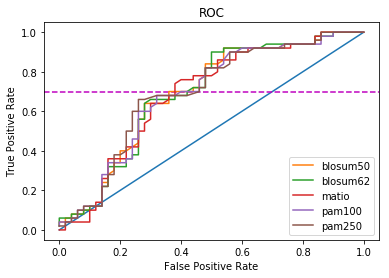 ROC
True Positive Rate
1.0
0.8
0.6
0.4
0.2
0.0
blosum50
blosum62
matio
pam100
pam250
0.0 0.2 0.4 0.6 0.8 1.0
False Positive Rate